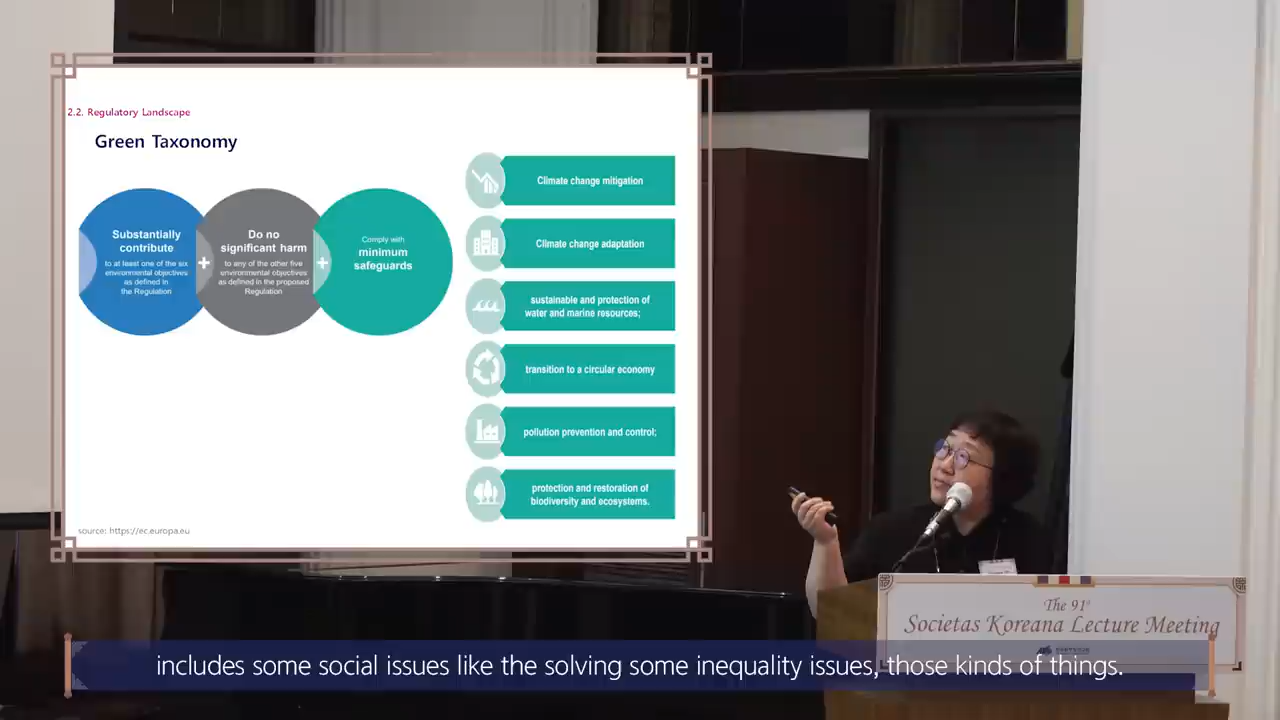 2.2. Regulatory Landscape
Green Taxonomy
Substantially
contribute
to at least one of the six
environmental objectives
as defined in
the Regulation
+
Do no
significant harm
to any of the other five
environmental objectives
as defined in the proposed
Regulation
+
Comply with
minimum
safeguards
Climate change mitigation
Climate change adaptation
sustainable and protection of
water and marine resources;
transition to a circular economy
pollution prevention and control;
protection and restoration of
biodiversity and ecosystems.
source: https://ec.europa.eu
The 91st
Societas Koreana Lecture Meeting
includes some social issues like the solving some inequality issues, those kinds of things.